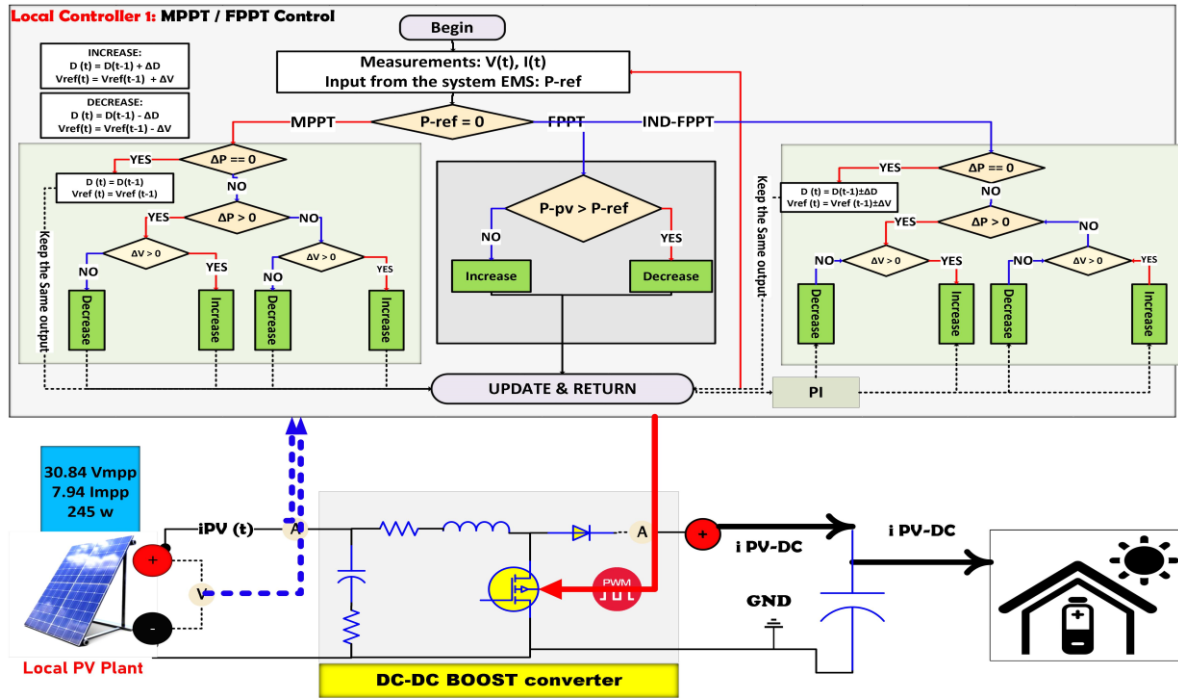 Local Controller 1: MPPT / FPPT Control
Begin
INCREASE:
D (t) = D(t-1) + ΔD
Vref(t) = Vref(t-1) + ΔV
DECREASE:
D (t) = D(t-1) - ΔD
Vref(t) = Vref(t-1) - ΔV
Measurements: V(t), I(t)
Input from the system EMS: P-ref
MPPT
P-ref = 0
FPPT
IND-FPPT
YES
ΔP == 0
D (t) = D(t-1)
Vref (t) = Vref (t-1)
NO
YES
ΔP > 0
NO
ΔV > 0
ΔV > 0
NO
YES
NO
YES
Decrease
Increase
Decrease
Increase
Keep the Same output
P-pv > P-ref
NO
YES
Increase
Decrease
YES
ΔP == 0
D (t) = D(t-1)±ΔD
Vref (t) = Vref (t-1)±ΔV
NO
YES
ΔP > 0
NO
ΔV > 0
ΔV > 0
NO
YES
NO
YES
Decrease
Increase
Decrease
Increase
Keep the Same output
UPDATE & RETURN
PI
30.84 Vmpp
7.94 Impp
245 w
iPV (t)
A
A
+
i PV-DC
i PV-DC
+
V
-
PWM
GND
+
-
Local PV Plant
DC-DC BOOST converter